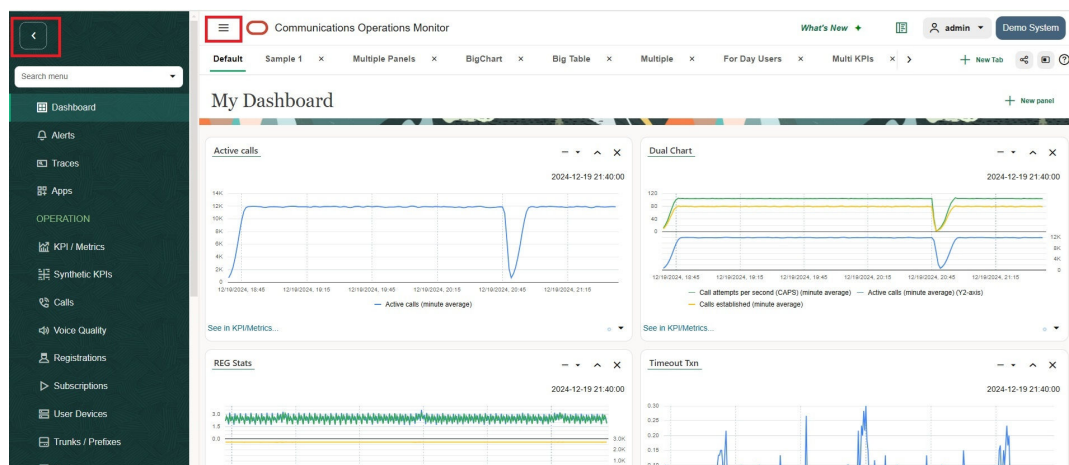 Communications Operations Monitor
What's New
admin
Demo System
Search menu
Default
Sample 1 ×
Multiple Panels ×
BigChart ×
Big Table ×
Multiple ×
For Day Users ×
Multi KPIs ×
+ New Tab
Dashboard
Alerts
Traces
Apps
OPERATION
KPI / Metrics
Synthetic KPIs
Calls
Voice Quality
Registrations
Subscriptions
User Devices
Trunks / Prefixes
My Dashboard
+ New panel
Active calls
2024-12-19 21:40:00
14K
12K
10K
8K
6K
4K
2K
0
12/19/2024, 18:45 12/19/2024, 19:15 12/19/2024, 19:45 12/19/2024, 20:15 12/19/2024, 20:45 12/19/2024, 21:15
Active calls (minute average)
See in KPI/Metrics...
Dual Chart
2024-12-19 21:40:00
120
80
40
0
12K
8K
4K
0
12/19/2024, 18:45 12/19/2024, 19:15 12/19/2024, 19:45 12/19/2024, 20:15 12/19/2024, 20:45 12/19/2024, 21:15
Call attempts per second (CAPS) (minute average) Active calls (minute average) (Y2-axis)
Calls established (minute average)
See in KPI/Metrics...
REG Stats
2024-12-19 21:40:00
3.0
1.5
0.0
3.0K
2.0K
1.0K
Timeout Txn
2024-12-19 21:40:00
0.30
0.25
0.20
0.15
0.10